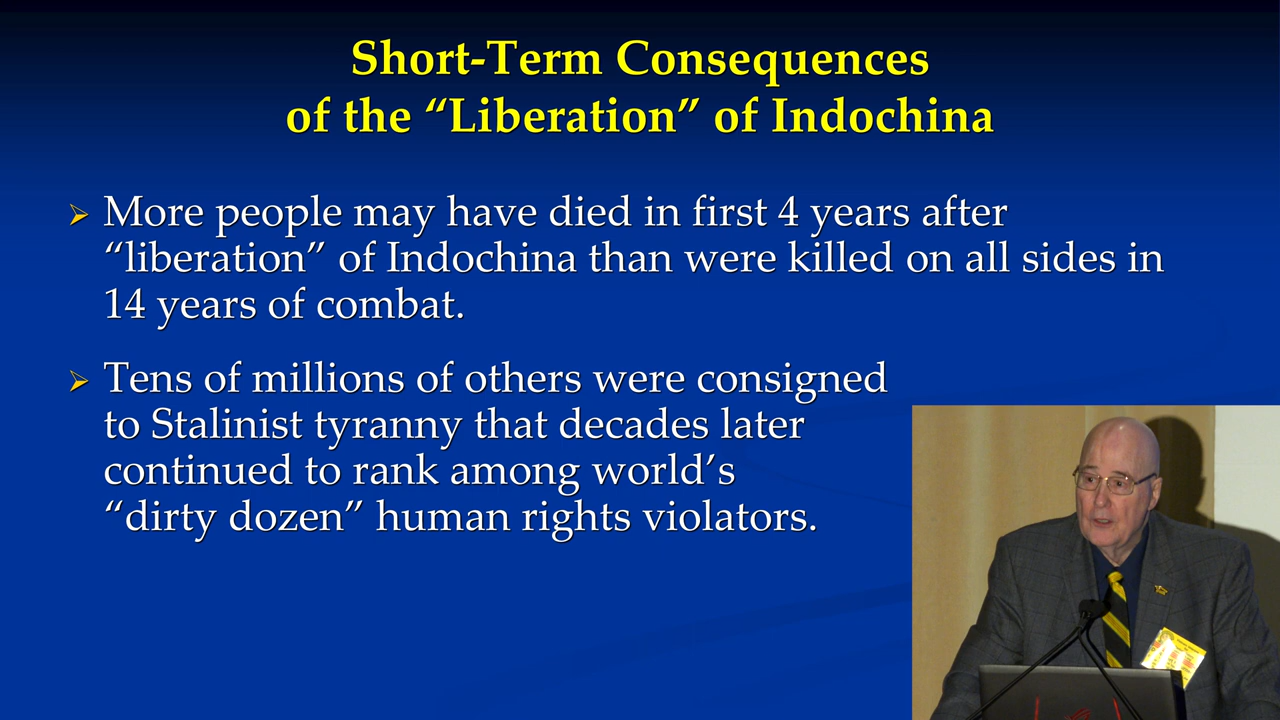 Short-Term Consequences
of the “Liberation” of Indochina
➢ More people may have died in first 4 years after
“liberation” of Indochina than were killed on all sides in
14 years of combat.
➢ Tens of millions of others were consigned
to Stalinist tyranny that decades later
continued to rank among world’s
“dirty dozen” human rights violators.